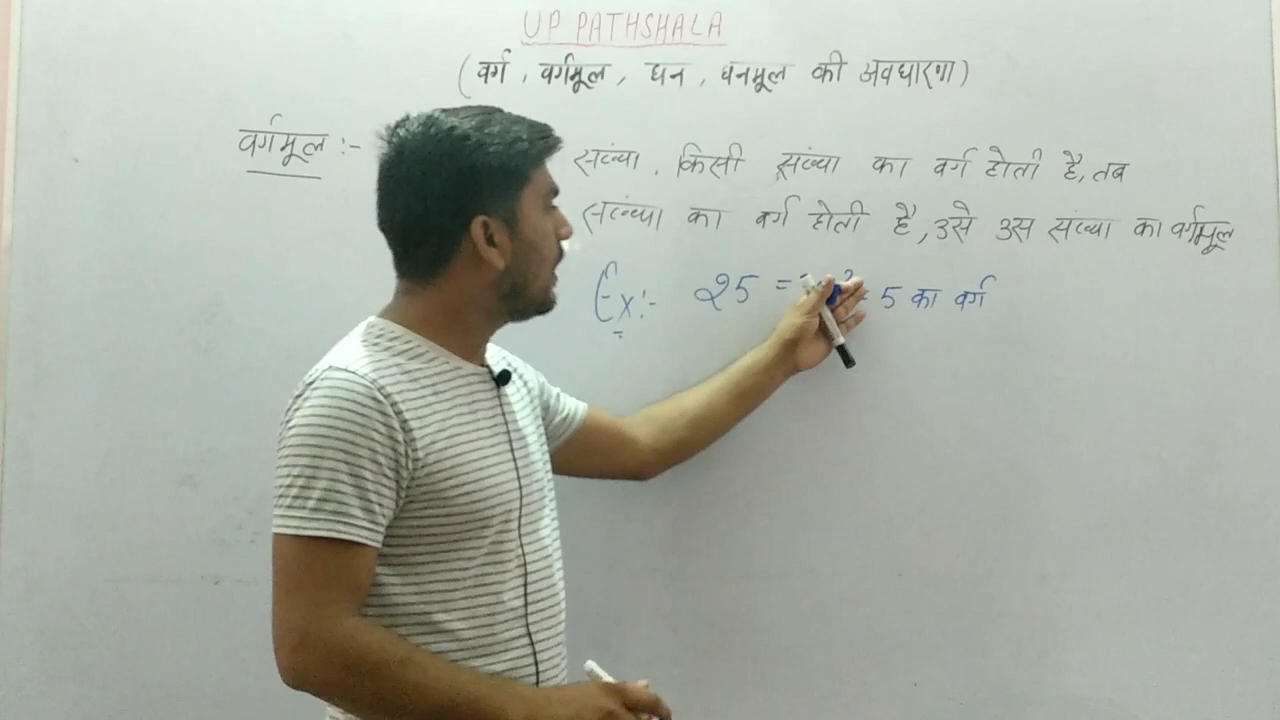 UP PATHSHALA
(वर्ग, वर्गमूल, घन, घनमूल की अवधारणा)
वर्गमूल :- संख्या, किसी संख्या का वर्ग होती है, तब
संख्या का वर्ग होती है, उसे उस संख्या का वर्गमूल
Ex:- 25 = 2 = 5 का वर्ग